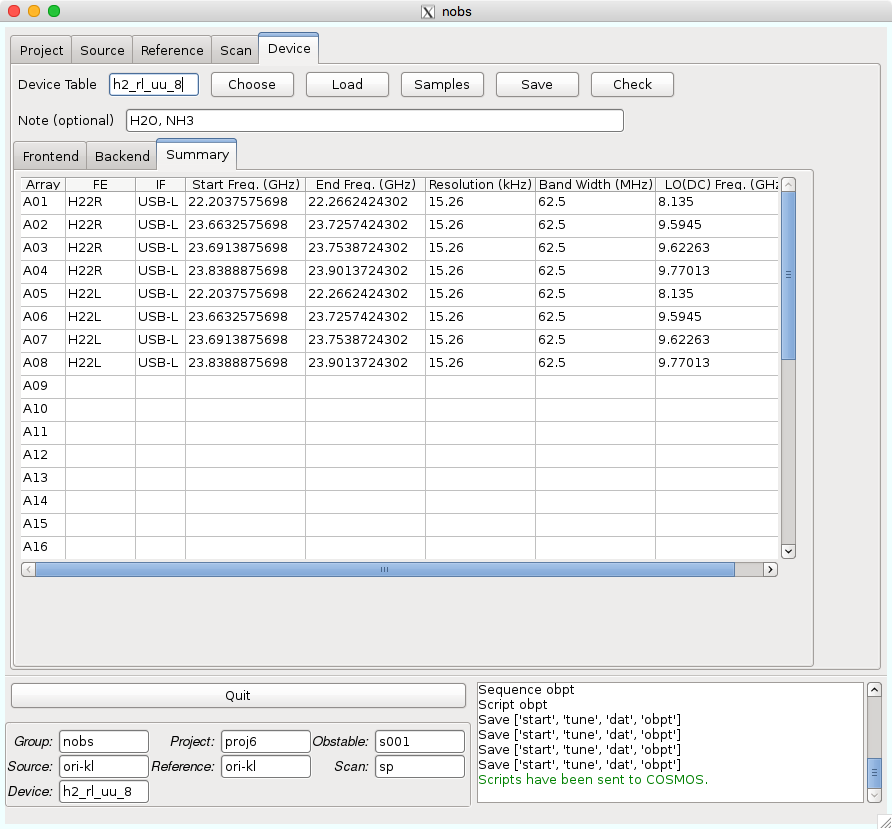 nobs
Project Source Reference Scan Device
Device Table h2_rl_uu_8 Choose Load Samples Save Check
Note (optional) H2O, NH3
Frontend Backend Summary
Array FE IF Start Freq. (GHz) End Freq. (GHz) Resolution (kHz) Band Width (MHz) LO(DC) Freq. (GHz
A01 H22R USB-L 22.2037575698 22.2662424302 15.26 62.5 8.135
A02 H22R USB-L 23.6632575698 23.7257424302 15.26 62.5 9.5945
A03 H22R USB-L 23.6913875698 23.7538724302 15.26 62.5 9.62263
A04 H22R USB-L 23.8388875698 23.9013724302 15.26 62.5 9.77013
A05 H22L USB-L 22.2037575698 22.2662424302 15.26 62.5 8.135
A06 H22L USB-L 23.6632575698 23.7257424302 15.26 62.5 9.5945
A07 H22L USB-L 23.6913875698 23.7538724302 15.26 62.5 9.62263
A08 H22L USB-L 23.8388875698 23.9013724302 15.26 62.5 9.77013
A09
A10
A11
A12
A13
A14
A15
A16
Quit
Group: nobs Project: proj6 Obstable: s001
Source: ori-kl Reference: ori-kl Scan: sp
Device: h2_rl_uu_8
Sequence obpt
Script obpt
Save ['start', 'tune', 'dat', 'obpt']
Save ['start', 'tune', 'dat', 'obpt']
Save ['start', 'tune', 'dat', 'obpt']
Save ['start', 'tune', 'dat', 'obpt']
Scripts have been sent to COSMOS.